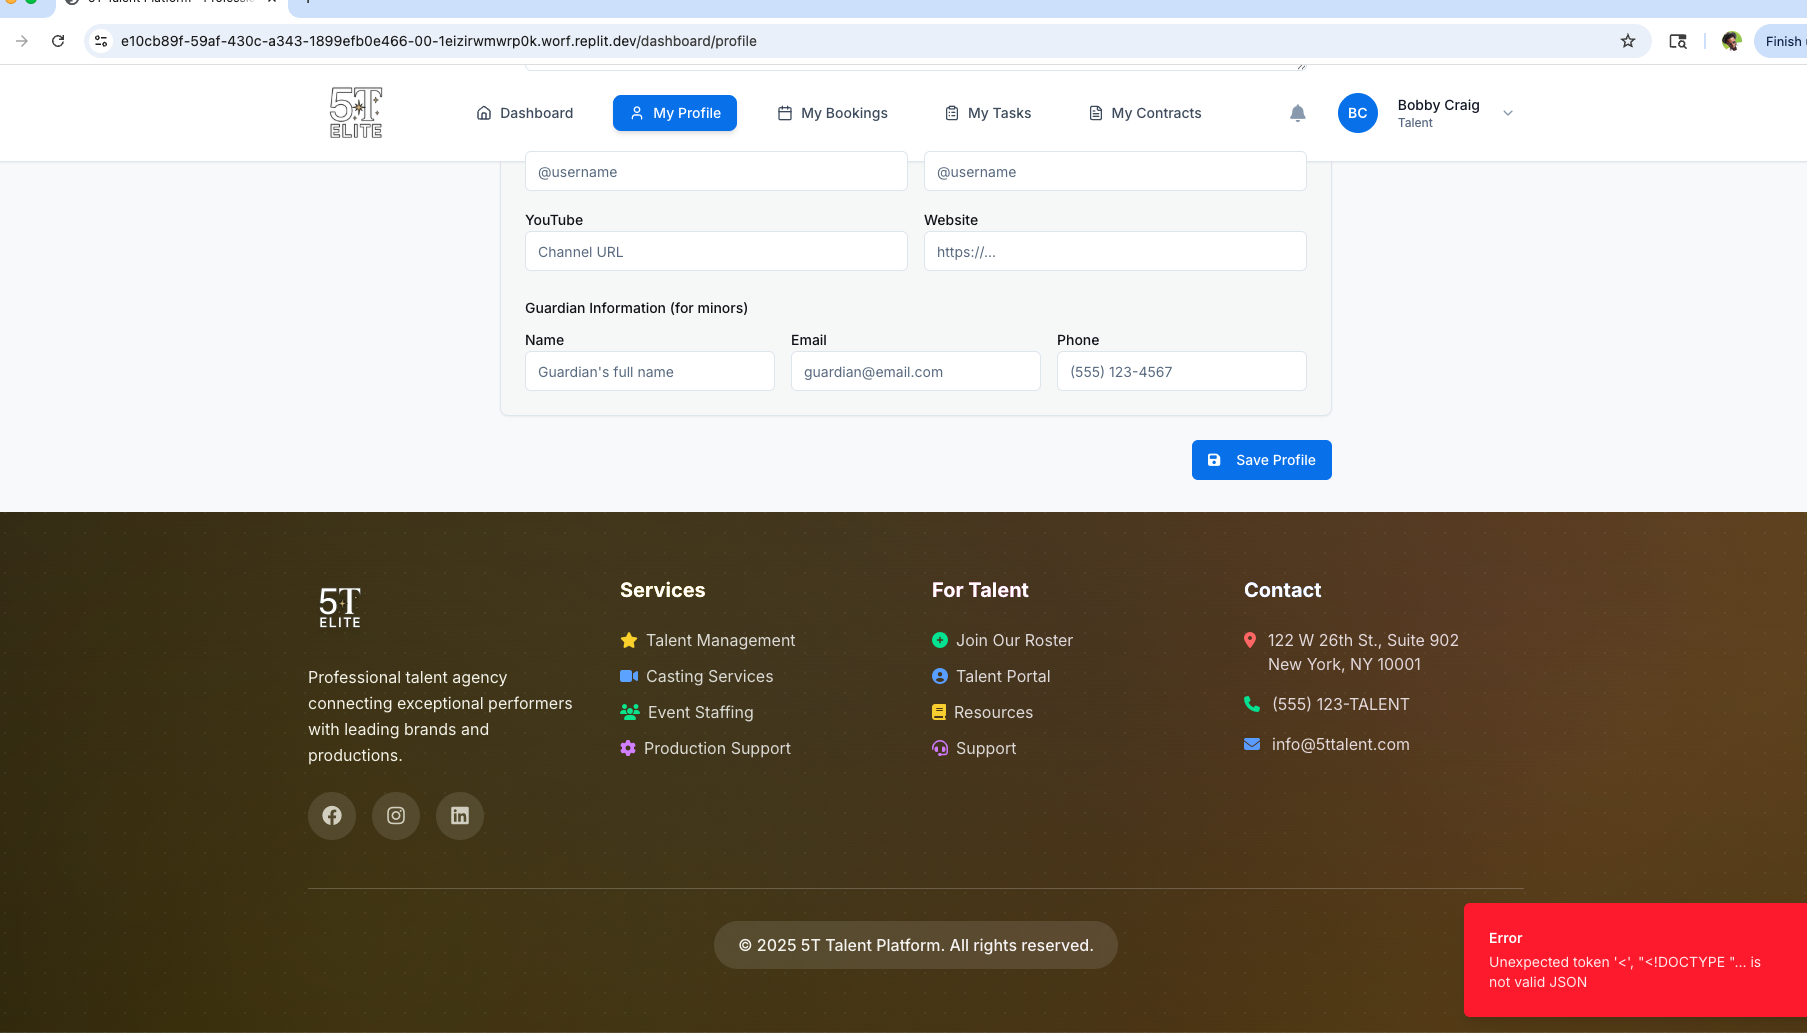 e10cb89f-59af-430c-a343-1899efb0e466-00-1eizirwmwrp0k.worf.replit.dev/dashboard/profile
Finish
5T
ELITE
Dashboard
My Profile
My Bookings
My Tasks
My Contracts
BC
Bobby Craig
Talent
@username
@username
YouTube
Website
Channel URL
https://...
Guardian Information (for minors)
Name
Email
Phone
Guardian's full name
guardian@email.com
(555) 123-4567
Save Profile
5T
ELITE
Professional talent agency
connecting exceptional performers
with leading brands and
productions.
Services
Talent Management
Casting Services
Event Staffing
Production Support
For Talent
Join Our Roster
Talent Portal
Resources
Support
Contact
122 W 26th St., Suite 902
New York, NY 10001
(555) 123-TALENT
info@5ttalent.com
© 2025 5T Talent Platform. All rights reserved.
Error
Unexpected token '<', "<!DOCTYPE "... is
not valid JSON